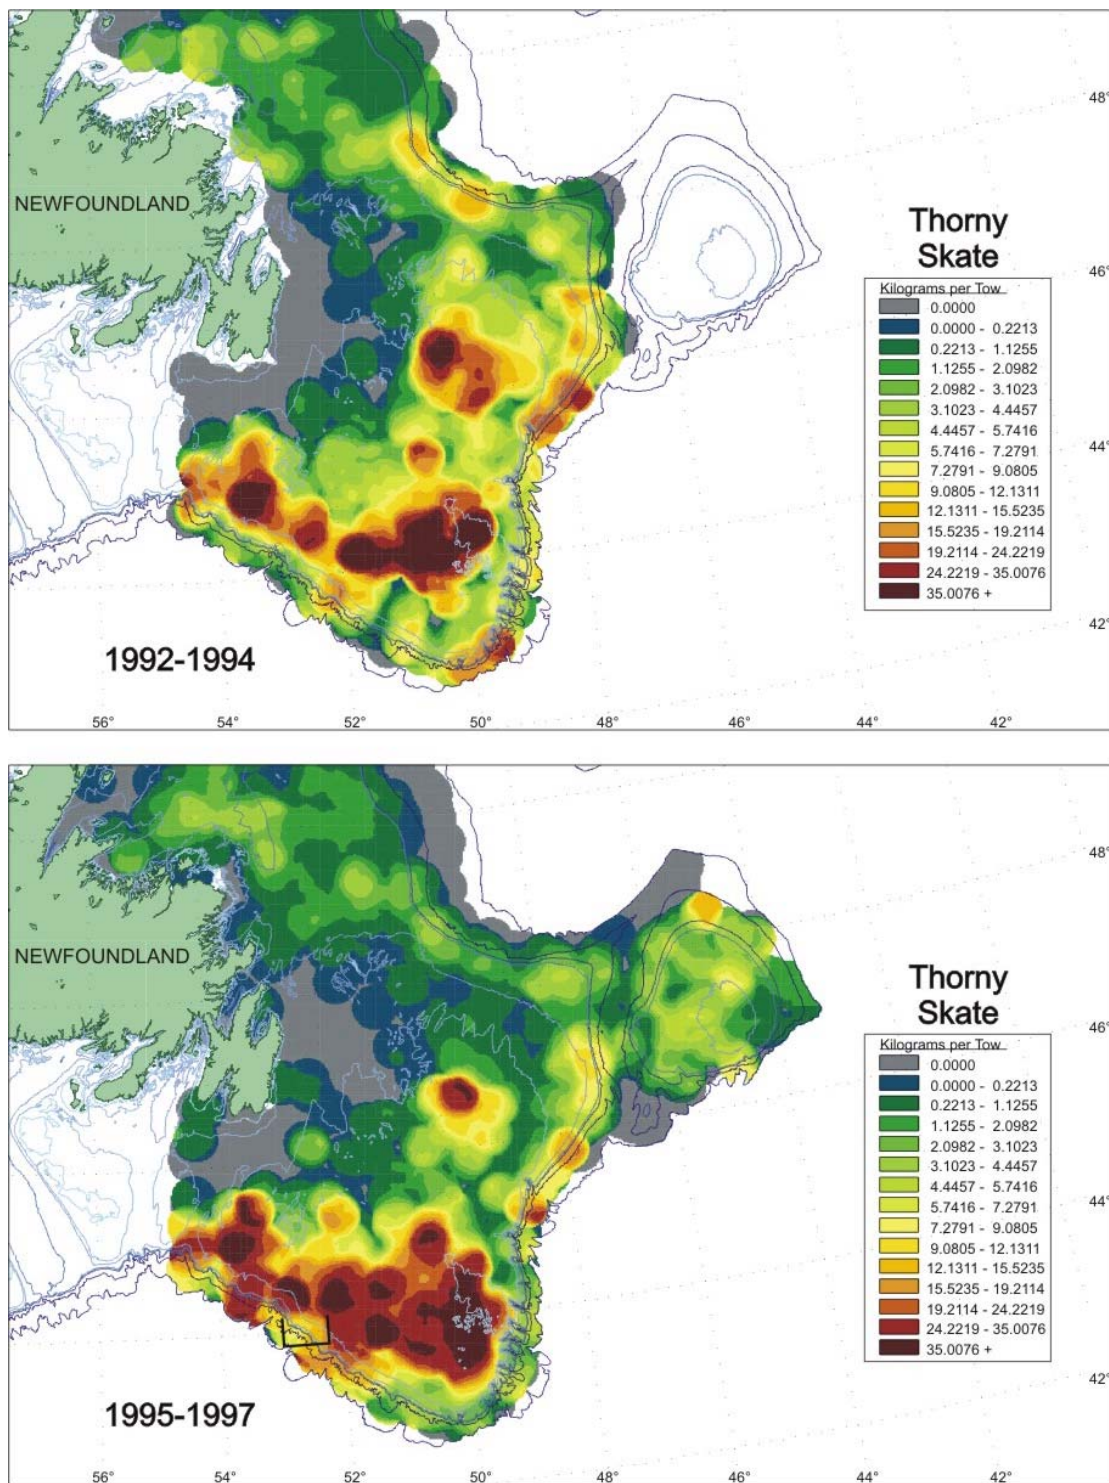 48°
NEWFOUNDLAND
Thorny
Skate
46°
Kilograms per Tow
0.0000
0.0000 - 0.2213
0.2213 - 1.1255
1.1255 - 2.0982
2.0982 - 3.1023
3.1023 - 4.4457
4.4457 - 5.7416
5.7416 - 7.2791
7.2791 - 9.0805
9.0805 - 12.1311
12.1311 - 15.5235
15.5235 - 19.2114
19.2114 - 24.2219
24.2219 - 35.0076
35.0076 +
44°
42°
1992-1994
56° 54° 52° 50° 48° 46° 44° 42°
48°
NEWFOUNDLAND
Thorny
Skate
46°
Kilograms per Tow
0.0000
0.0000 - 0.2213
0.2213 - 1.1255
1.1255 - 2.0982
2.0982 - 3.1023
3.1023 - 4.4457
4.4457 - 5.7416
5.7416 - 7.2791
7.2791 - 9.0805
9.0805 - 12.1311
12.1311 - 15.5235
15.5235 - 19.2114
19.2114 - 24.2219
24.2219 - 35.0076
35.0076 +
44°
42°
1995-1997
56° 54° 52° 50° 48° 46° 44° 42°